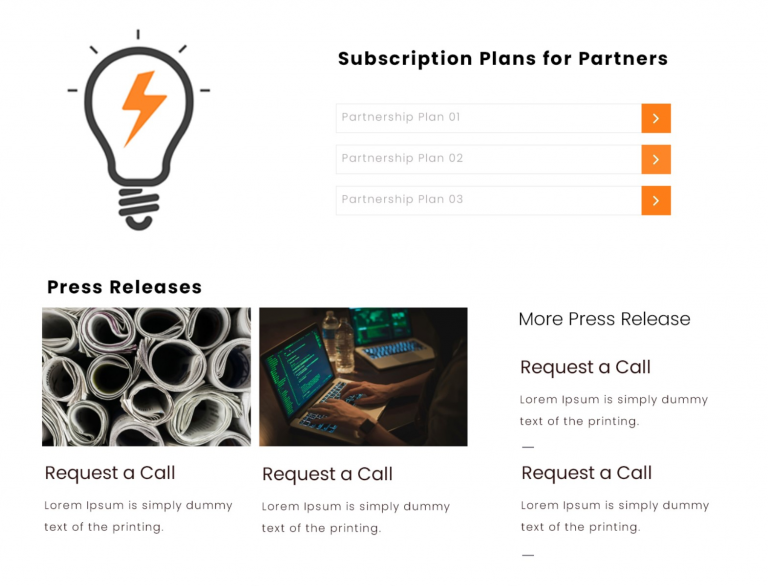 Subscription Plans for Partners
Partnership Plan 01
Partnership Plan 02
Partnership Plan 03
Press Releases
Request a Call
Lorem Ipsum is simply dummy
text of the printing.
Request a Call
Lorem Ipsum is simply dummy
text of the printing.
More Press Release
Request a Call
Lorem Ipsum is simply dummy
text of the printing.
Request a Call
Lorem Ipsum is simply dummy
text of the printing.